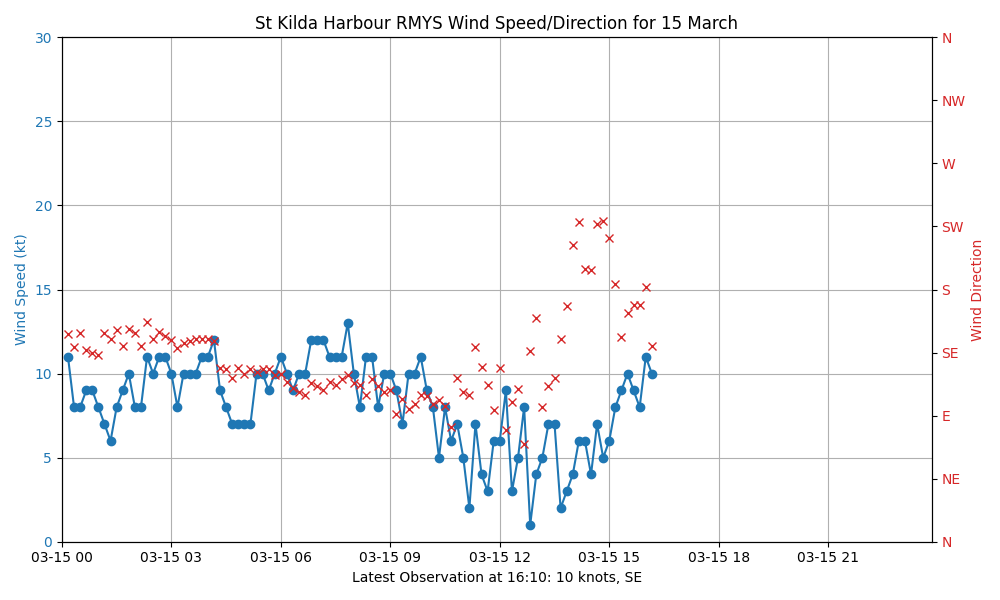 St Kilda Harbour RMYS Wind Speed/Direction for 15 March
30
25
20
15
10
5
0
Wind Speed (kt)
N
NW
W
SW
S
SE
E
NE
N
Wind Direction
03-15 00 03-15 03 03-15 06 03-15 09 03-15 12 03-15 15 03-15 18 03-15 21
Latest Observation at 16:10: 10 knots, SE